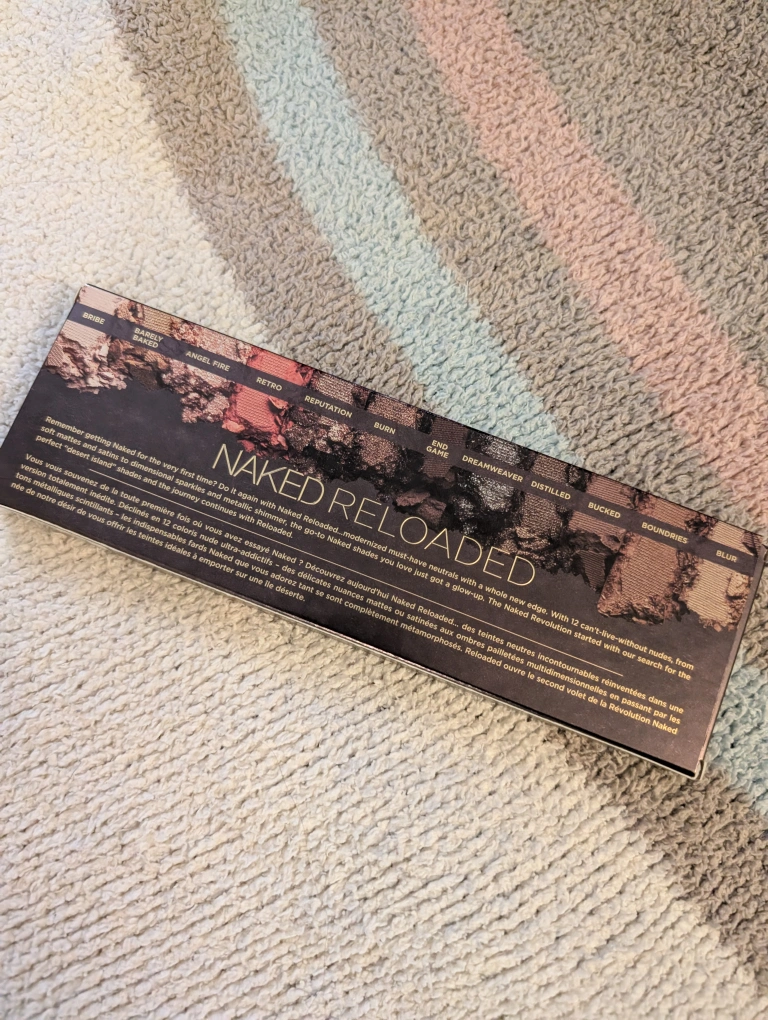 BRIBE
BARELY
BAKED
ANGEL FIRE
RETRO
REPUTATION
BURN
END
GAME
DREAMWEAVER
DISTILLED
BUCKED
BOUNDRIES
BLUR
NAKED RELOADED
Remember getting Naked for the very first time? Do it again with Naked Reloaded...modernized must-have neutrals with a whole new edge. With 12 can't-live-without nudes, from
soft mattes and satins to dimensional sparkles and metallic shimmer, the go-to Naked shades you love just got a glow-up. The Naked Revolution started with our search for the
perfect "desert island" shades and the journey continues with Reloaded.
Vous vous souvenez de la toute première fois où vous avez essayé Naked ? Découvrez aujourd'hui Naked Reloaded... des teintes neutres incontournables réinventées dans une
version totalement inédite. Déclinés en 12 coloris nude ultra-addictifs – des délicates nuances mattes ou satinées aux ombres pailletées multidimensionnelles en passant par les
tons métalliques scintillants – les indispensables fards Naked que vous adorez tant se sont complètement métamorphosés. Reloaded ouvre le second volet de la Révolution Naked
née de notre désir de vous offrir les teintes idéales à emporter sur une île déserte.